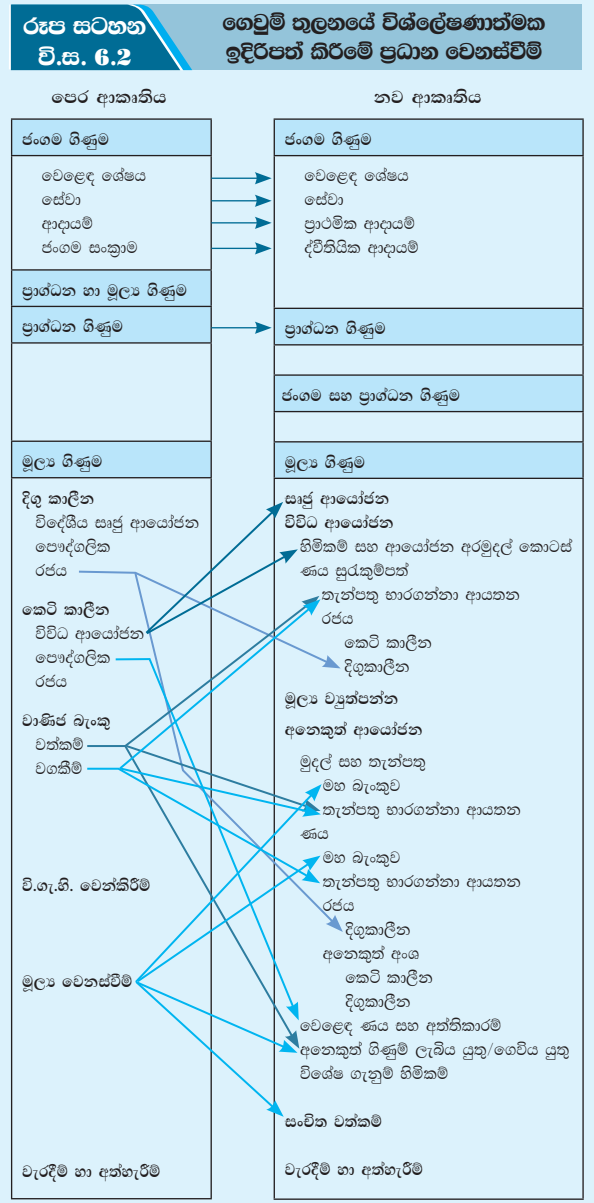 රූප සටහන
වි.ස. 6.2
ගෙවුම් තුලනයේ විශ්ලේෂණාත්මක
ඉදිරිපත් කිරීමේ ප්‍රධාන වෙනස්වීම්
පෙර ආකෘතිය
ජංගම ගිණුම
වෙළෙඳ ශේෂය
සේවා
ආදායම්
ජංගම සංක්‍රාම
ප්‍රාග්ධන හා මූල්‍ය ගිණුම
ප්‍රාග්ධන ගිණුම
මූල්‍ය ගිණුම
දිගු කාලීන
විදේශීය සෘජු ආයෝජන
පෞද්ගලික
රජය
කෙටි කාලීන
විවිධ ආයෝජන
පෞද්ගලික
රජය
වාණිජ බැංකු
වත්කම්
වගකීම්
වි.ගැ.හි. වෙන්කිරීම්
මූල්‍ය වෙනස්වීම්
වැරදීම් හා අත්හැරීම්
නව ආකෘතිය
ජංගම ගිණුම
වෙළෙඳ ශේෂය
සේවා
ප්‍රාථමික ආදායම්
ද්විතියික ආදායම්
ප්‍රාග්ධන ගිණුම
ජංගම සහ ප්‍රාග්ධන ගිණුම
මූල්‍ය ගිණුම
සෘජු ආයෝජන
විවිධ ආයෝජන
හිමිකම් සහ ආයෝජන අරමුදල් කොටස්
ණය සුරැකුම්පත්
තැන්පතු භාරගන්නා ආයතන
රජය
කෙටි කාලීන
දිගුකාලීන
මූල්‍ය ව්‍යුත්පන්න
අනෙකුත් ආයෝජන
මුදල් සහ තැන්පතු
මහ බැංකුව
තැන්පතු භාරගන්නා ආයතන
ණය
මහ බැංකුව
තැන්පතු භාරගන්නා ආයතන
රජය
දිගුකාලීන
අනෙකුත් අංශ
කෙටි කාලීන
දිගුකාලීන
වෙළෙඳ ණය සහ අත්තිකාරම්
අනෙකුත් ගිණුම් ලැබිය යුතු/ගෙවිය යුතු
විශේෂ ගැනුම් හිමිකම්
සංචිත වත්කම්
වැරදීම් හා අත්හැරීම්